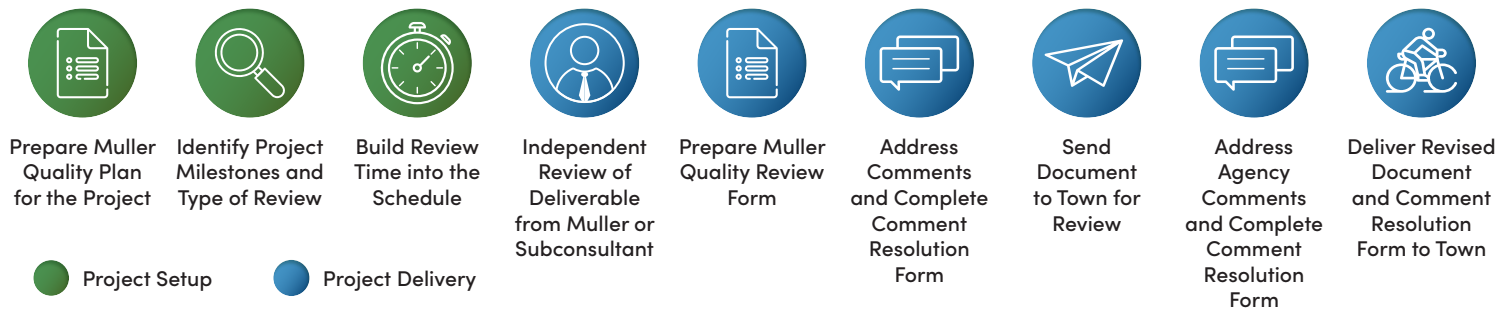 Prepare Muller
Quality Plan
for the Project
Identify Project
Milestones and
Type of Review
Build Review
Time into the
Schedule
Independent
Review of
Deliverable
from Muller or
Subconsultant
Prepare Muller
Quality Review
Form
Address
Comments
and Complete
Comment
Resolution
Form
Send
Document
to Town for
Review
Address
Agency
Comments
and Complete
Comment
Resolution
Form
Deliver Revised
Document
and Comment
Resolution
Form to Town
Project Setup
Project Delivery